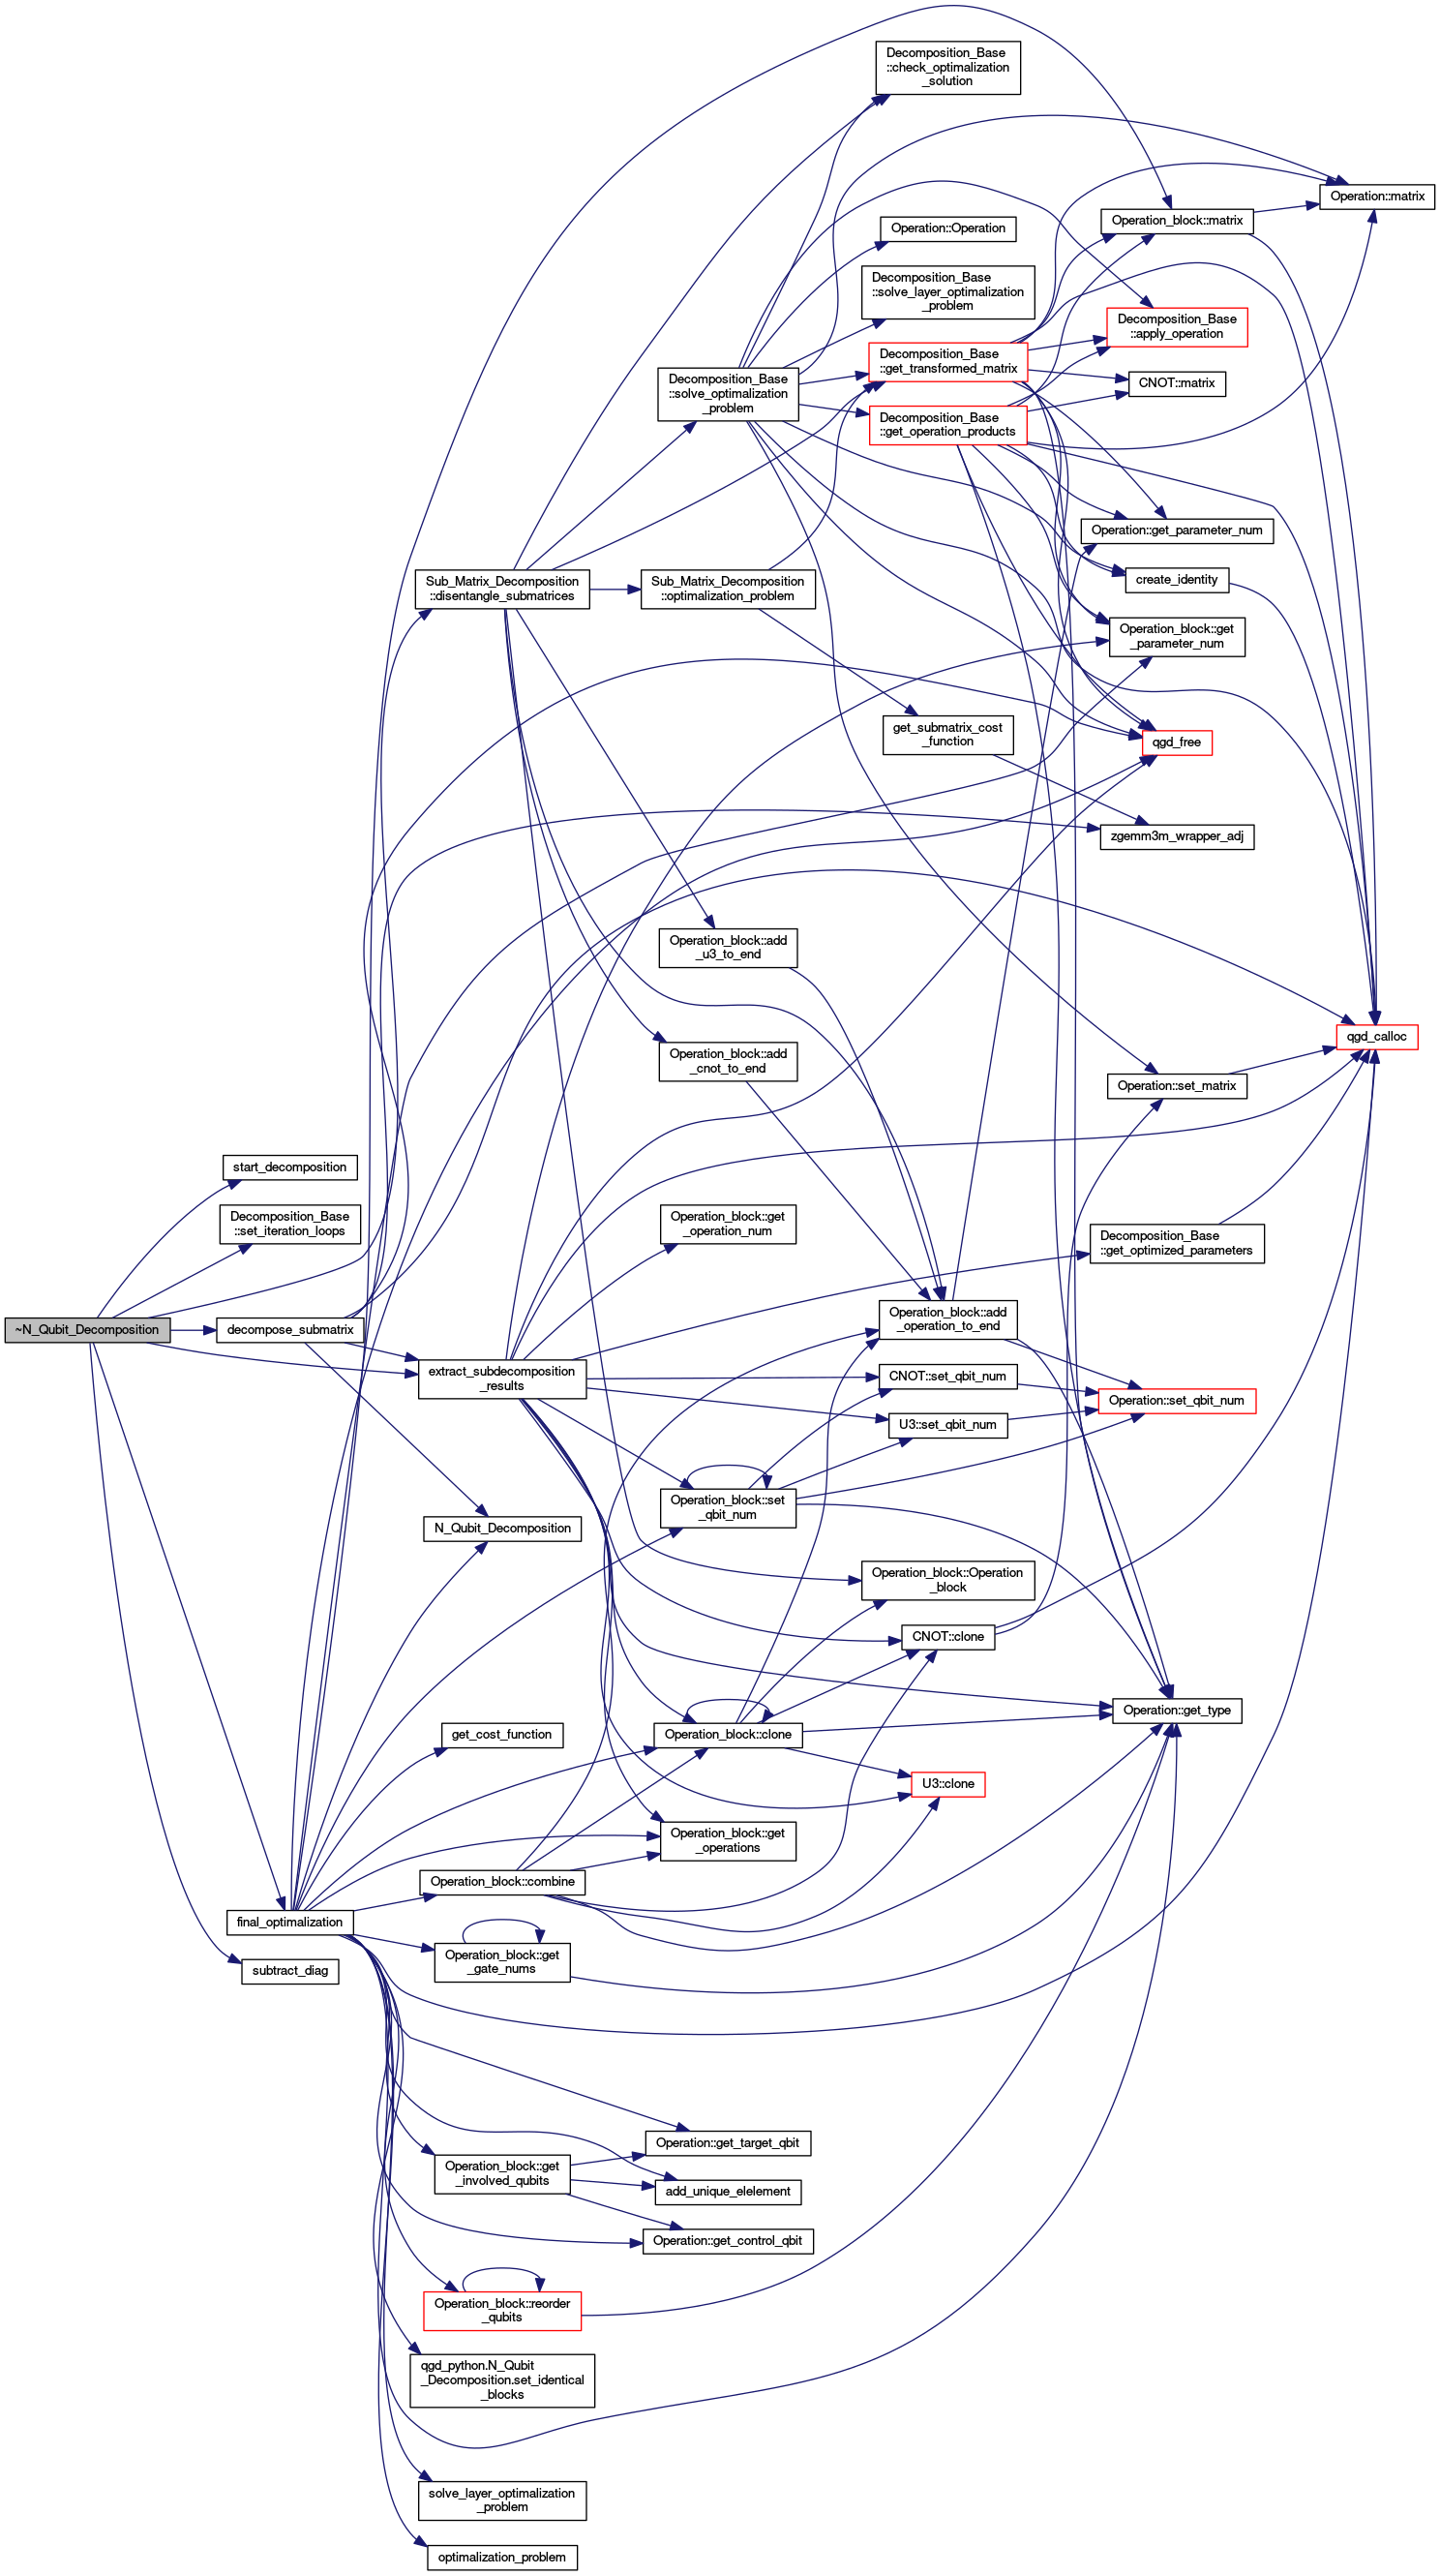 Decomposition_Base
::check_optimalization
_solution
Operation::matrix
Operation_block::matrix
Operation::Operation
Decomposition_Base
::solve_layer_optimalization
_problem
Decomposition_Base
::apply_operation
Decomposition_Base
::get_transformed_matrix
CNOT::matrix
Decomposition_Base
::solve_optimalization
_problem
Decomposition_Base
::get_operation_products
Operation::get_parameter_num
Sub_Matrix_Decomposition
::disentangle_submatrices
Sub_Matrix_Decomposition
::optimalization_problem
create_identity
Operation_block::get
_parameter_num
get_submatrix_cost
_function
qgd_free
zgemm3m_wrapper_adj
Operation_block::add
_u3_to_end
qgd_calloc
Operation_block::add
_cnot_to_end
Operation::set_matrix
start_decomposition
Decomposition_Base
::set_iteration_loops
Operation_block::get
_operation_num
Decomposition_Base
::get_optimized_parameters
~N_Qubit_Decomposition
decompose_submatrix
Operation_block::add
_operation_to_end
extract_subdecomposition
_results
CNOT::set_qbit_num
Operation::set_qbit_num
U3::set_qbit_num
Operation_block::set
_qbit_num
N_Qubit_Decomposition
Operation_block::Operation
_block
CNOT::clone
Operation::get_type
get_cost_function
Operation_block::clone
U3::clone
Operation_block::get
_operations
Operation_block::combine
final_optimalization
Operation_block::get
_gate_nums
subtract_diag
Operation::get_target_qbit
Operation_block::get
_involved_qubits
add_unique_elelement
Operation::get_control_qbit
Operation_block::reorder
_qubits
qgd_python.N_Qubit
_Decomposition.set_identical
_blocks
solve_layer_optimalization
_problem
optimalization_problem